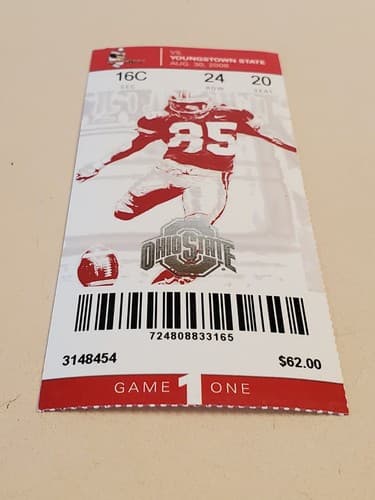 VS.
YOUNGSTOWN STATE
AUG. 30, 2008
16C 24 20
SEC ROW SEAT
85
OHIO STATE
724808833165
3148454 $62.00
GAME 1 ONE